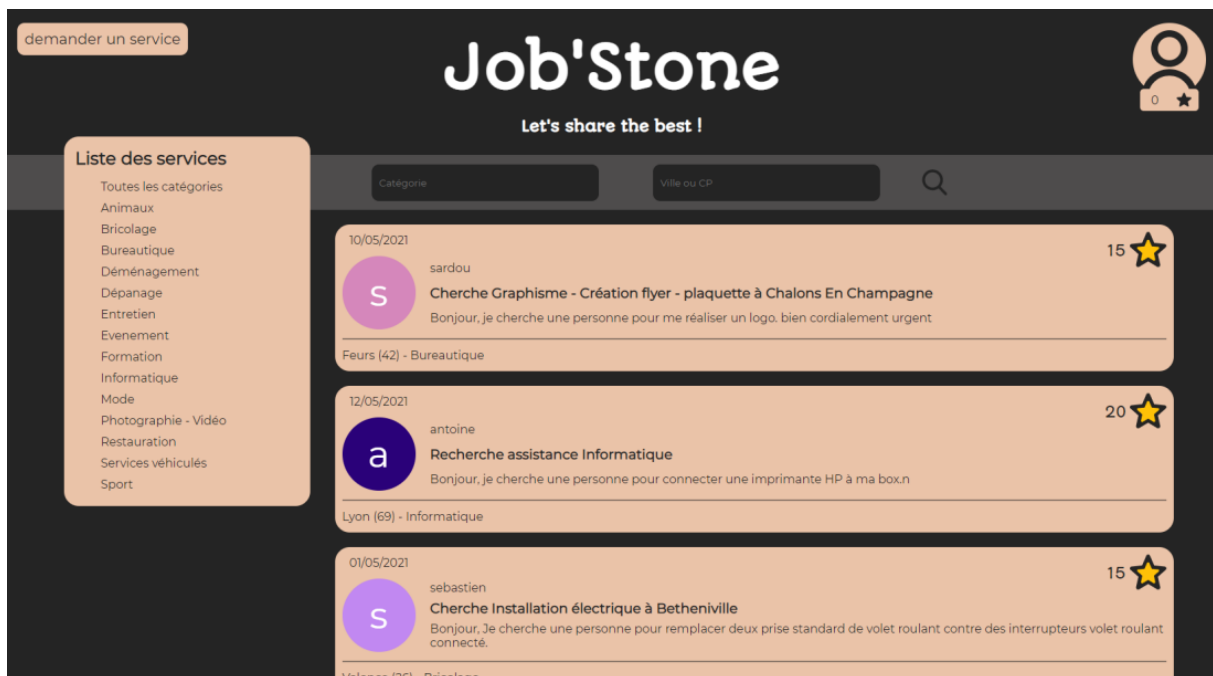 demander un service
Job'Stone
0
Let's share the best !
Liste des services
Toutes les catégories
Animaux
Bricolage
Bureautique
Déménagement
Dépanage
Entretien
Evenement
Formation
Informatique
Mode
Photographie - Vidéo
Restauration
Services véhiculés
Sport
Catégorie
Ville ou CP
10/05/2021
15
s
sardou
Cherche Graphisme - Création flyer - plaquette à Chalons En Champagne
Bonjour, je cherche une personne pour me réaliser un logo. bien cordialement urgent
Feurs (42) - Bureautique
12/05/2021
20
a
antoine
Recherche assistance Informatique
Bonjour, je cherche une personne pour connecter une imprimante HP à ma box.n
Lyon (69) - Informatique
01/05/2021
15
s
sebastien
Cherche Installation électrique à Betheniville
Bonjour, Je cherche une personne pour remplacer deux prise standard de volet roulant contre des interrupteurs volet roulant
connecté.
Valence (26) - Bricolage